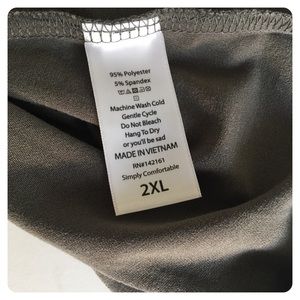 95% Polyester
5% Spandex
Machine Wash Cold
Gentle Cycle
Do Not Bleach
Hang To Dry
or you'll be sad
MADE IN VIETNAM
RN#142161
Simply Comfortable
2XL